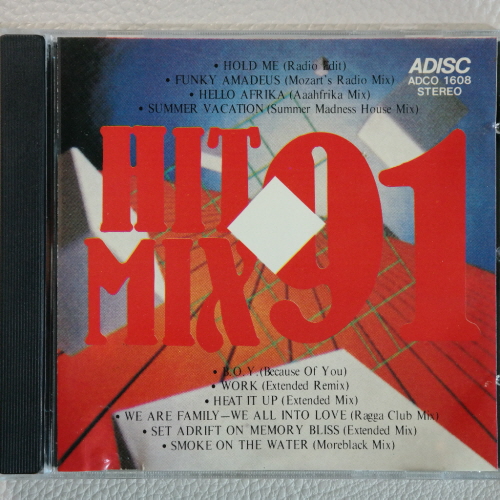 • HOLD ME (Radio Edit)
• FUNKY AMADEUS (Mozart's Radio Mix)
• HELLO AFRIKA (Aaahfrika Mix)
• SUMMER VACATION (Summer Madness House Mix)
ADISC
ADCO 1608
STEREO
HIT
MIX
91
• B.O.Y. (Because Of You)
• WORK (Extended Remix)
• HEAT IT UP (Extended Mix)
• WE ARE FAMILY—WE ALL INTO LOVE (Ragga Club Mix)
• SET ADRIFT ON MEMORY BLISS (Extended Mix)
• SMOKE ON THE WATER (Moreblack Mix)